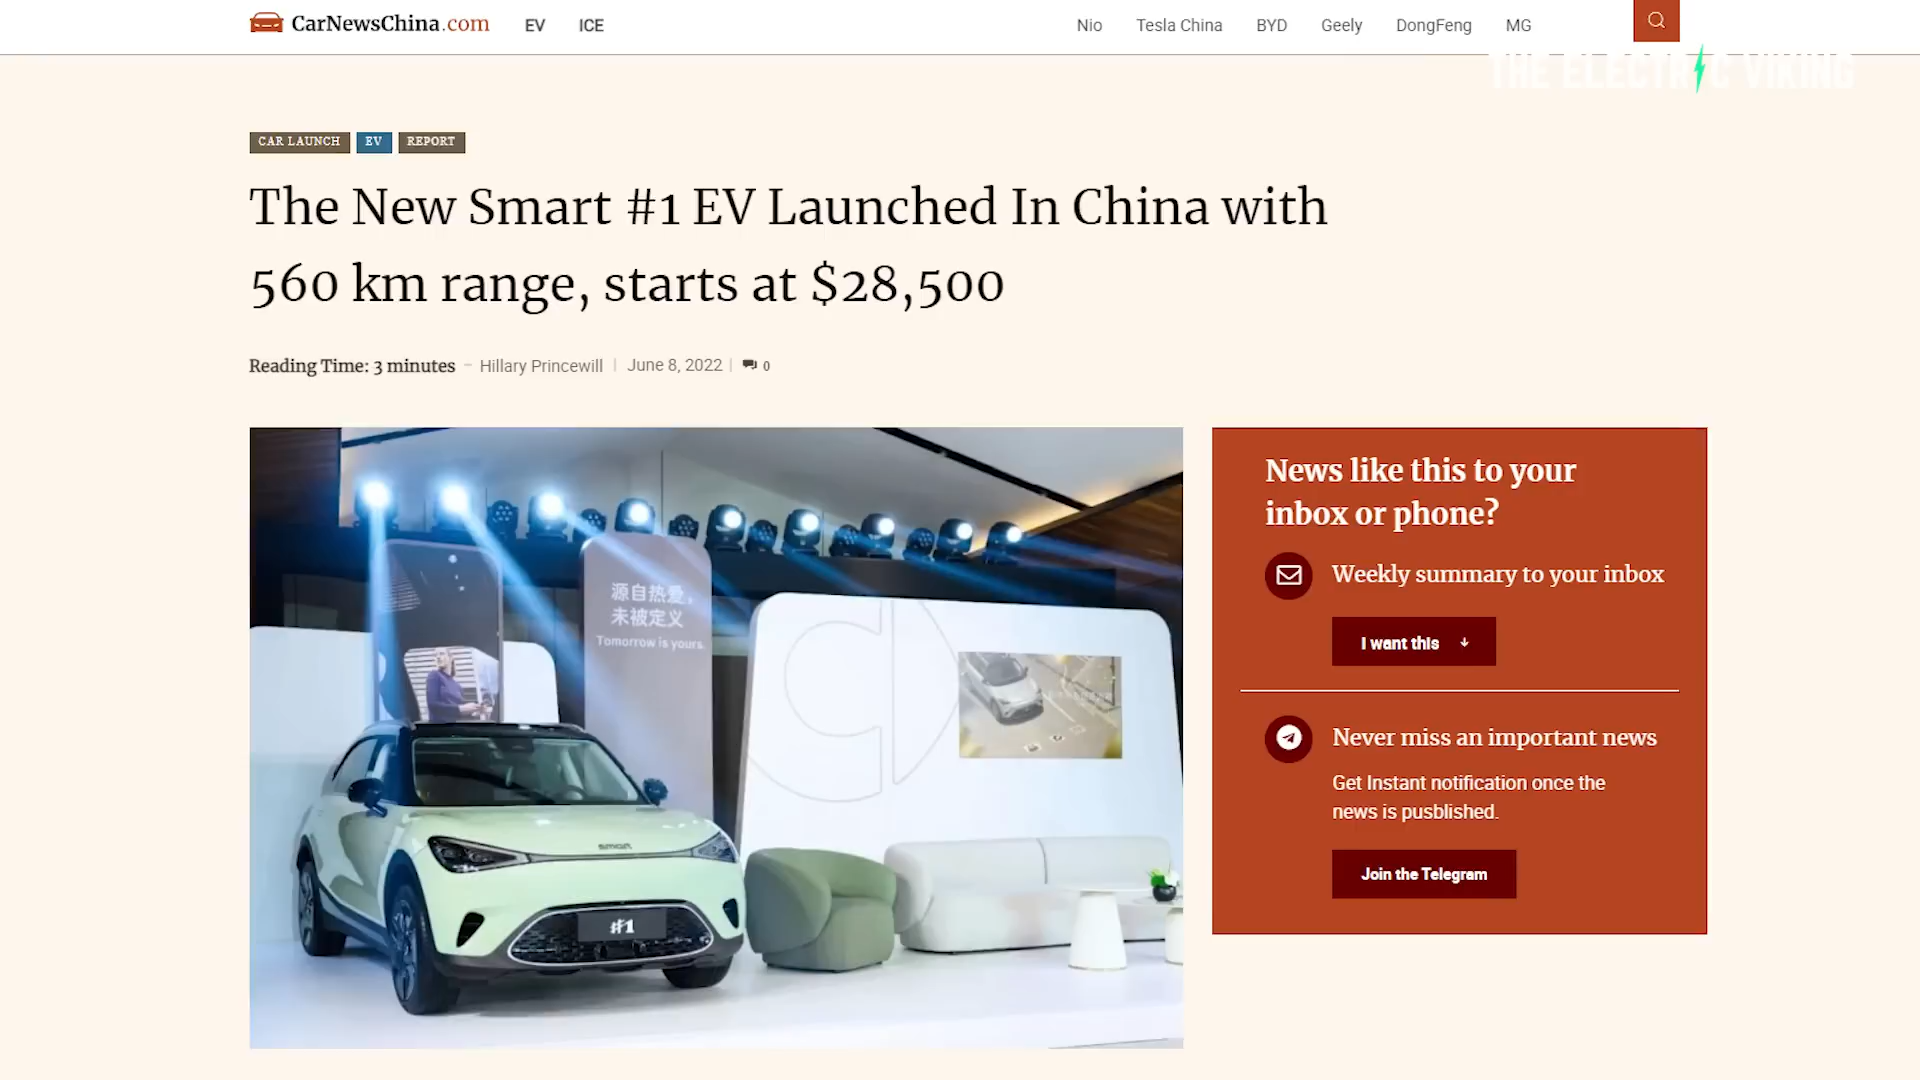 CarNewsChina.com
EV
ICE
Nio
Tesla China
BYD
Geely
DongFeng
MG
THE ELECTRIC VIKING
CAR LAUNCH
EV
REPORT
The New Smart #1 EV Launched In China with
560 km range, starts at $28,500
Reading Time: 3 minutes – Hillary Princewill | June 8, 2022 | 0
源自热爱，
未被定义
Tomorrow is yours
smart
#1
News like this to your
inbox or phone?
Weekly summary to your inbox
I want this
Never miss an important news
Get Instant notification once the
news is pusblished.
Join the Telegram